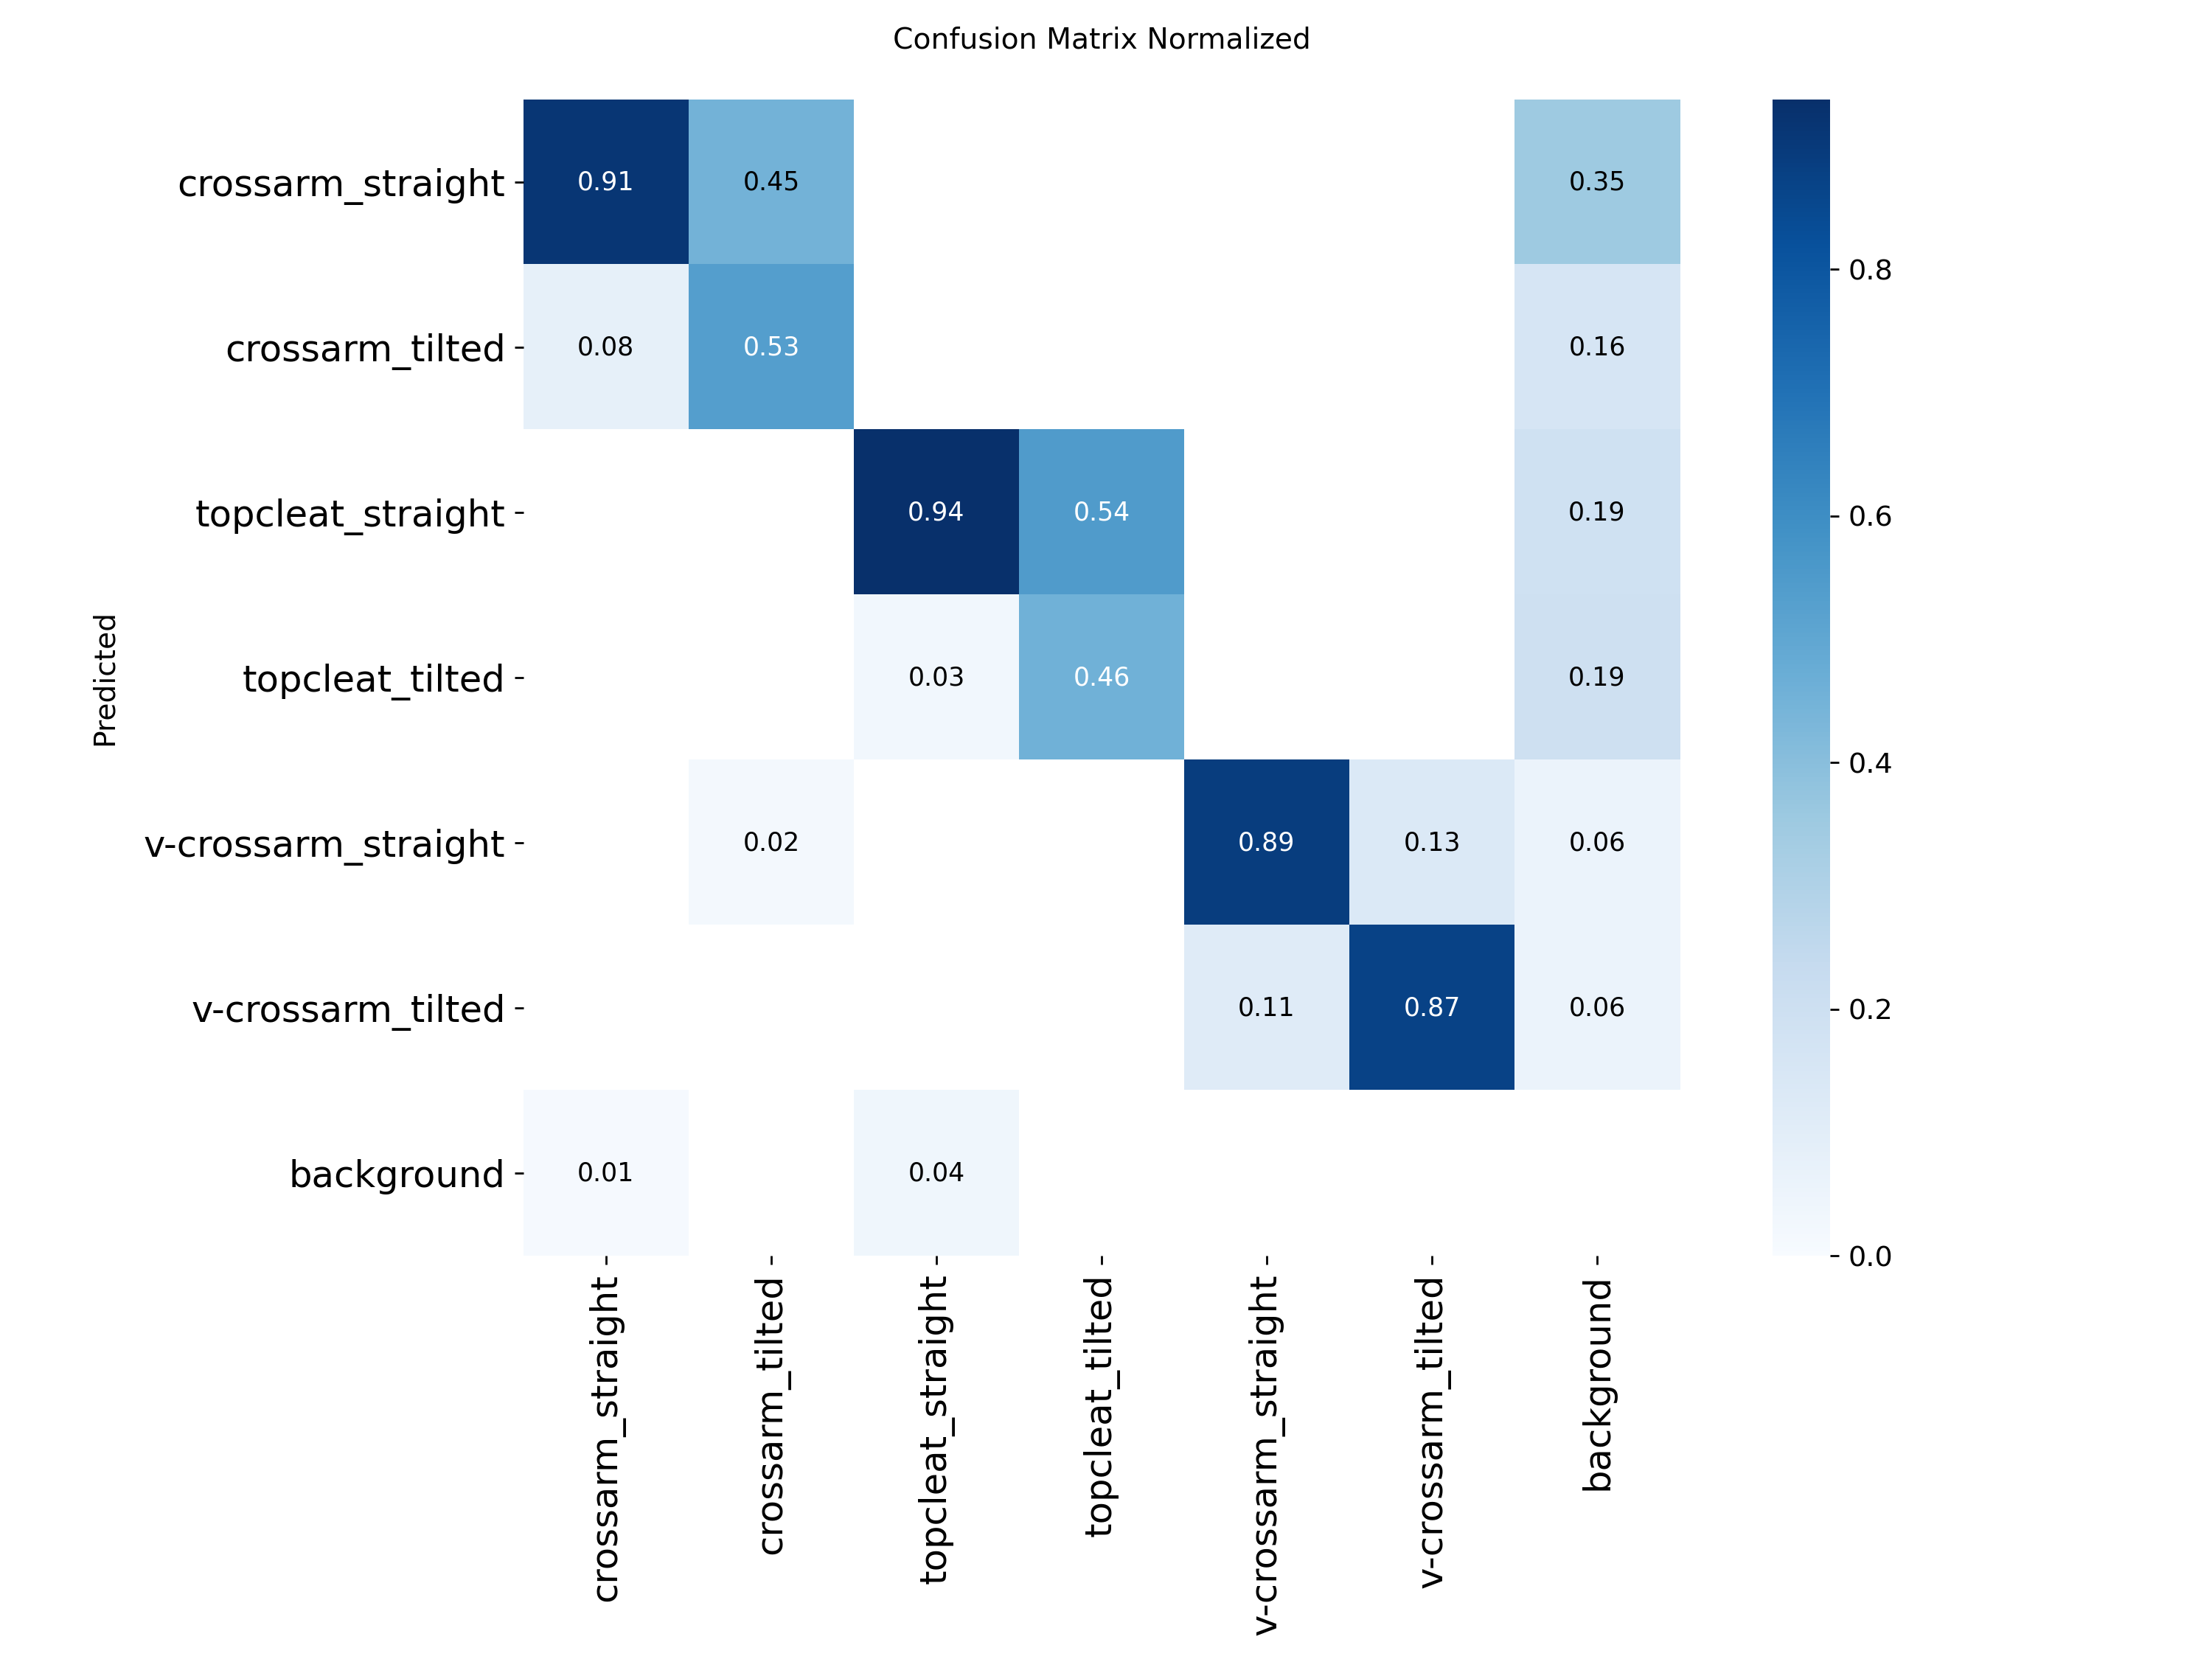 Confusion Matrix Normalized
crossarm_straight 0.91 0.45 0.35
crossarm_tilted 0.08 0.53 0.16
topcleat_straight 0.94 0.54 0.19
topcleat_tilted 0.03 0.46 0.19
v-crossarm_straight 0.02 0.89 0.13 0.06
v-crossarm_tilted 0.11 0.87 0.06
background 0.01 0.04
Predicted
crossarm_straight
crossarm_tilted
topcleat_straight
topcleat_tilted
v-crossarm_straight
v-crossarm_tilted
background
0.8
0.6
0.4
0.2
0.0